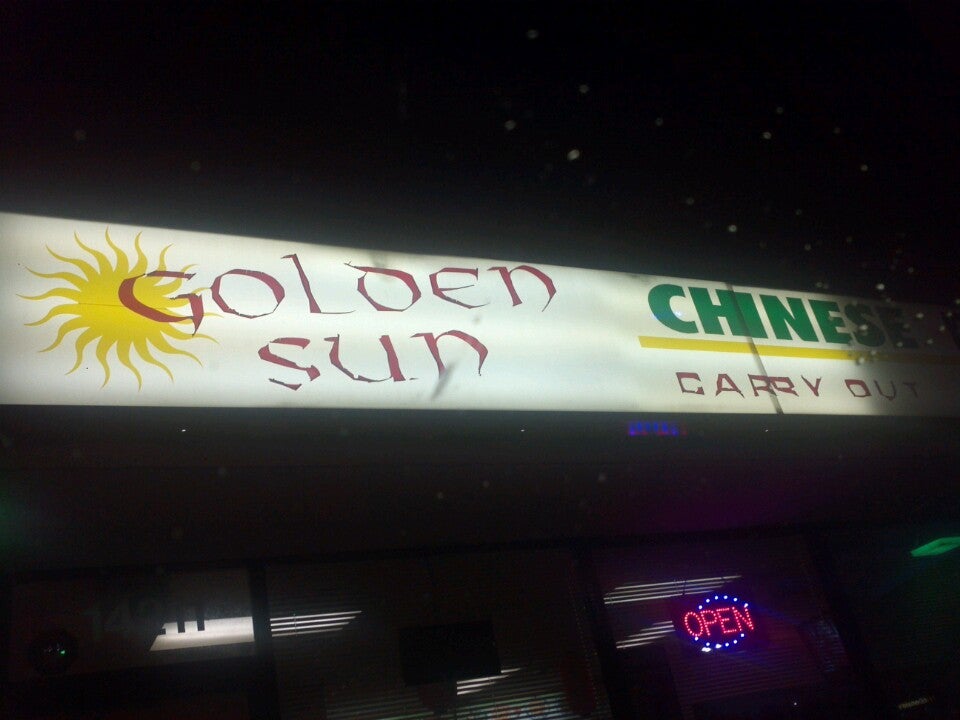 GOLDEN
SUN
CHINESE
CARRY OUT
OPEN